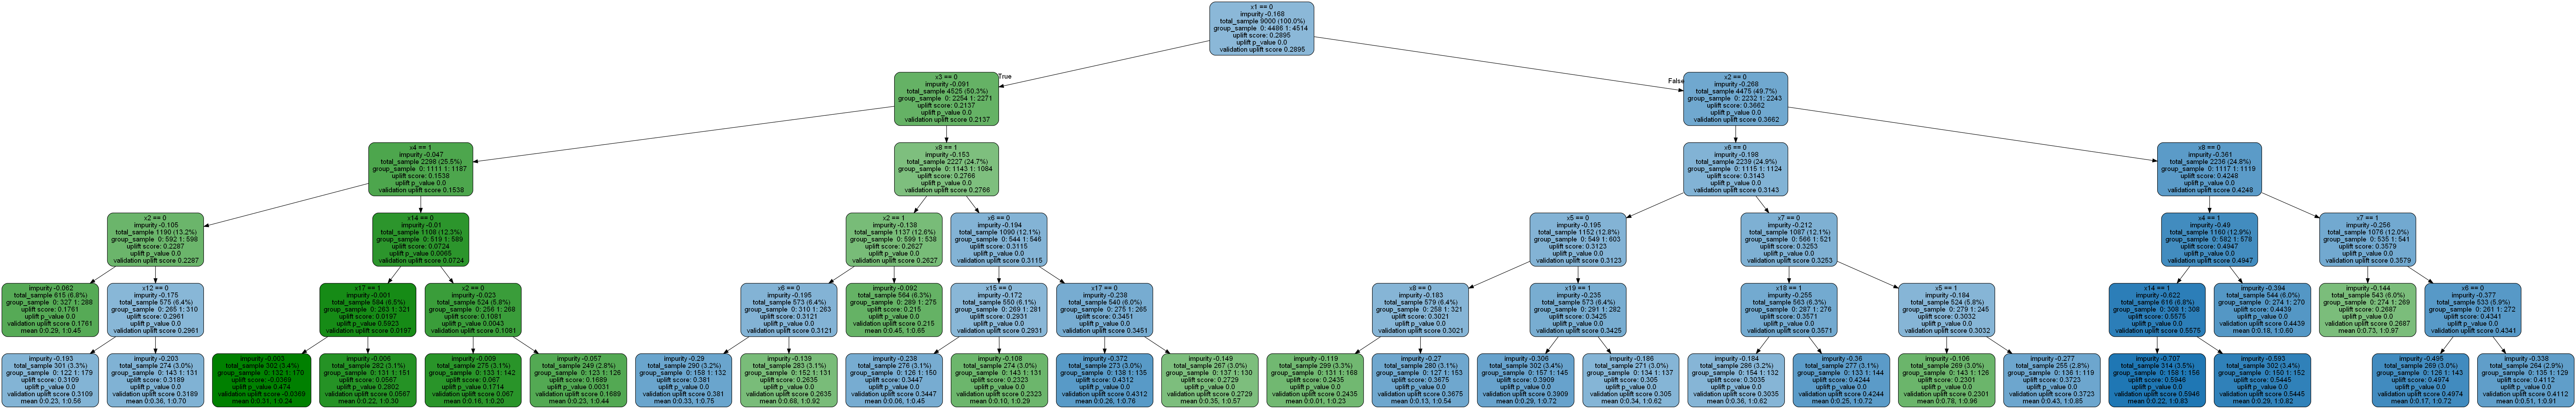 x1 == 0
impurity -0.168
total_sample 9000 (100.0%)
group_sample 0: 4486 1: 4514
uplift score: 0.2895
uplift p_value 0.0
validation uplift score 0.2895
True
False
x3 == 0
impurity -0.091
total_sample 4525 (50.3%)
group_sample 0: 2254 1: 2271
uplift score: 0.2137
uplift p_value 0.0
validation uplift score 0.2137
x2 == 0
impurity -0.268
total_sample 4475 (49.7%)
group_sample 0: 2232 1: 2243
uplift score: 0.3662
uplift p_value 0.0
validation uplift score 0.3662
x4 == 1
impurity -0.047
total_sample 2298 (25.5%)
group_sample 0: 1111 1: 1187
uplift score: 0.1538
uplift p_value 0.0
validation uplift score 0.1538
x8 == 1
impurity -0.153
total_sample 2227 (24.7%)
group_sample 0: 1143 1: 1084
uplift score: 0.2766
uplift p_value 0.0
validation uplift score 0.2766
x6 == 0
impurity -0.198
total_sample 2239 (24.9%)
group_sample 0: 1115 1: 1124
uplift score: 0.3143
uplift p_value 0.0
validation uplift score 0.3143
x8 == 0
impurity -0.361
total_sample 2236 (24.8%)
group_sample 0: 1117 1: 1119
uplift score: 0.4248
uplift p_value 0.0
validation uplift score 0.4248
x2 == 0
impurity -0.105
total_sample 1190 (13.2%)
group_sample 0: 592 1: 598
uplift score: 0.2287
uplift p_value 0.0
validation uplift score 0.2287
x14 == 0
impurity -0.01
total_sample 1108 (12.3%)
group_sample 0: 519 1: 589
uplift score: 0.0724
uplift p_value 0.0065
validation uplift score 0.0724
x2 == 1
impurity -0.138
total_sample 1137 (12.6%)
group_sample 0: 599 1: 538
uplift score: 0.2627
uplift p_value 0.0
validation uplift score 0.2627
x6 == 0
impurity -0.194
total_sample 1090 (12.1%)
group_sample 0: 544 1: 546
uplift score: 0.3115
uplift p_value 0.0
validation uplift score 0.3115
x5 == 0
impurity -0.195
total_sample 1152 (12.8%)
group_sample 0: 549 1: 603
uplift score: 0.3123
uplift p_value 0.0
validation uplift score 0.3123
x7 == 0
impurity -0.212
total_sample 1087 (12.1%)
group_sample 0: 566 1: 521
uplift score: 0.3253
uplift p_value 0.0
validation uplift score 0.3253
x4 == 1
impurity -0.49
total_sample 1160 (12.9%)
group_sample 0: 582 1: 578
uplift score: 0.4947
uplift p_value 0.0
validation uplift score 0.4947
x7 == 1
impurity -0.256
total_sample 1076 (12.0%)
group_sample 0: 535 1: 541
uplift score: 0.3579
uplift p_value 0.0
validation uplift score 0.3579
impurity -0.062
total_sample 615 (6.8%)
group_sample 0: 327 1: 288
uplift score: 0.1761
uplift p_value 0.0
validation uplift score 0.1761
mean 0:0.29, 1:0.45
x12 == 0
impurity -0.175
total_sample 575 (6.4%)
group_sample 0: 265 1: 310
uplift score: 0.2961
uplift p_value 0.0
validation uplift score 0.2961
x17 == 1
impurity -0.001
total_sample 584 (6.5%)
group_sample 0: 263 1: 321
uplift score: 0.0197
uplift p_value 0.5923
validation uplift score 0.0197
x2 == 0
impurity -0.023
total_sample 524 (5.8%)
group_sample 0: 256 1: 268
uplift score: 0.1081
uplift p_value 0.0043
validation uplift score 0.1081
x6 == 0
impurity -0.195
total_sample 573 (6.4%)
group_sample 0: 310 1: 263
uplift score: 0.3121
uplift p_value 0.0
validation uplift score 0.3121
impurity -0.092
total_sample 564 (6.3%)
group_sample 0: 289 1: 275
uplift score: 0.215
uplift p_value 0.0
validation uplift score 0.215
mean 0:0.45, 1:0.65
x15 == 0
impurity -0.172
total_sample 550 (6.1%)
group_sample 0: 269 1: 281
uplift score: 0.2931
uplift p_value 0.0
validation uplift score 0.2931
x17 == 0
impurity -0.238
total_sample 540 (6.0%)
group_sample 0: 275 1: 265
uplift score: 0.3451
uplift p_value 0.0
validation uplift score 0.3451
x8 == 0
impurity -0.183
total_sample 579 (6.4%)
group_sample 0: 258 1: 321
uplift score: 0.3021
uplift p_value 0.0
validation uplift score 0.3021
x19 == 1
impurity -0.235
total_sample 573 (6.4%)
group_sample 0: 291 1: 282
uplift score: 0.3425
uplift p_value 0.0
validation uplift score 0.3425
x18 == 1
impurity -0.255
total_sample 563 (6.3%)
group_sample 0: 287 1: 276
uplift score: 0.3571
uplift p_value 0.0
validation uplift score 0.3571
x5 == 1
impurity -0.184
total_sample 524 (5.8%)
group_sample 0: 279 1: 245
uplift score: 0.3032
uplift p_value 0.0
validation uplift score 0.3032
x14 == 1
impurity -0.622
total_sample 616 (6.8%)
group_sample 0: 308 1: 308
uplift score: 0.5575
uplift p_value 0.0
validation uplift score 0.5575
impurity -0.394
total_sample 544 (6.0%)
group_sample 0: 274 1: 270
uplift score: 0.4439
uplift p_value 0.0
validation uplift score 0.4439
mean 0:0.18, 1:0.60
impurity -0.144
total_sample 543 (6.0%)
group_sample 0: 274 1: 269
uplift score: 0.2687
uplift p_value 0.0
validation uplift score 0.2687
mean 0:0.73, 1:0.97
x6 == 0
impurity -0.377
total_sample 533 (5.9%)
group_sample 0: 261 1: 272
uplift score: 0.4341
uplift p_value 0.0
validation uplift score 0.4341
impurity -0.193
total_sample 301 (3.3%)
group_sample 0: 122 1: 179
uplift score: 0.3109
uplift p_value 0.0
validation uplift score 0.3109
mean 0:0.23, 1:0.56
impurity -0.203
total_sample 274 (3.0%)
group_sample 0: 143 1: 131
uplift score: 0.3189
uplift p_value 0.0
validation uplift score 0.3189
mean 0:0.36, 1:0.70
impurity -0.003
total_sample 302 (3.4%)
group_sample 0: 132 1: 170
uplift score: -0.0369
uplift p_value 0.474
validation uplift score -0.0369
mean 0:0.31, 1:0.24
impurity -0.006
total_sample 282 (3.1%)
group_sample 0: 131 1: 151
uplift score: 0.0567
uplift p_value 0.2802
validation uplift score 0.0567
mean 0:0.22, 1:0.30
impurity -0.009
total_sample 275 (3.1%)
group_sample 0: 133 1: 142
uplift score: 0.067
uplift p_value 0.1714
validation uplift score 0.067
mean 0:0.16, 1:0.20
impurity -0.057
total_sample 249 (2.8%)
group_sample 0: 123 1: 126
uplift score: 0.1689
uplift p_value 0.0031
validation uplift score 0.1689
mean 0:0.23, 1:0.44
impurity -0.29
total_sample 290 (3.2%)
group_sample 0: 158 1: 132
uplift score: 0.381
uplift p_value 0.0
validation uplift score 0.381
mean 0:0.33, 1:0.75
impurity -0.139
total_sample 283 (3.1%)
group_sample 0: 152 1: 131
uplift score: 0.2635
uplift p_value 0.0
validation uplift score 0.2635
mean 0:0.68, 1:0.92
impurity -0.238
total_sample 276 (3.1%)
group_sample 0: 126 1: 150
uplift score: 0.3447
uplift p_value 0.0
validation uplift score 0.3447
mean 0:0.06, 1:0.45
impurity -0.108
total_sample 274 (3.0%)
group_sample 0: 143 1: 131
uplift score: 0.2323
uplift p_value 0.0
validation uplift score 0.2323
mean 0:0.10, 1:0.29
impurity -0.372
total_sample 273 (3.0%)
group_sample 0: 138 1: 135
uplift score: 0.4312
uplift p_value 0.0
validation uplift score 0.4312
mean 0:0.26, 1:0.76
impurity -0.149
total_sample 267 (3.0%)
group_sample 0: 137 1: 130
uplift score: 0.2729
uplift p_value 0.0
validation uplift score 0.2729
mean 0:0.35, 1:0.57
impurity -0.119
total_sample 299 (3.3%)
group_sample 0: 131 1: 168
uplift score: 0.2435
uplift p_value 0.0
validation uplift score 0.2435
mean 0:0.01, 1:0.23
impurity -0.27
total_sample 280 (3.1%)
group_sample 0: 127 1: 153
uplift score: 0.3675
uplift p_value 0.0
validation uplift score 0.3675
mean 0:0.13, 1:0.54
impurity -0.306
total_sample 302 (3.4%)
group_sample 0: 157 1: 145
uplift score: 0.3909
uplift p_value 0.0
validation uplift score 0.3909
mean 0:0.29, 1:0.72
impurity -0.186
total_sample 271 (3.0%)
group_sample 0: 134 1: 137
uplift score: 0.305
uplift p_value 0.0
validation uplift score 0.305
mean 0:0.34, 1:0.62
impurity -0.184
total_sample 286 (3.2%)
group_sample 0: 154 1: 132
uplift score: 0.3035
uplift p_value 0.0
validation uplift score 0.3035
mean 0:0.36, 1:0.62
impurity -0.36
total_sample 277 (3.1%)
group_sample 0: 133 1: 144
uplift score: 0.4244
uplift p_value 0.0
validation uplift score 0.4244
mean 0:0.25, 1:0.72
impurity -0.106
total_sample 269 (3.0%)
group_sample 0: 143 1: 126
uplift score: 0.2301
uplift p_value 0.0
validation uplift score 0.2301
mean 0:0.78, 1:0.96
impurity -0.277
total_sample 255 (2.8%)
group_sample 0: 136 1: 119
uplift score: 0.3723
uplift p_value 0.0
validation uplift score 0.3723
mean 0:0.43, 1:0.85
impurity -0.707
total_sample 314 (3.5%)
group_sample 0: 158 1: 156
uplift score: 0.5946
uplift p_value 0.0
validation uplift score 0.5946
mean 0:0.22, 1:0.83
impurity -0.593
total_sample 302 (3.4%)
group_sample 0: 150 1: 152
uplift score: 0.5445
uplift p_value 0.0
validation uplift score 0.5445
mean 0:0.29, 1:0.82
impurity -0.495
total_sample 269 (3.0%)
group_sample 0: 126 1: 143
uplift score: 0.4974
uplift p_value 0.0
validation uplift score 0.4974
mean 0:0.17, 1:0.72
impurity -0.338
total_sample 264 (2.9%)
group_sample 0: 135 1: 129
uplift score: 0.4112
uplift p_value 0.0
validation uplift score 0.4112
mean 0:0.51, 1:0.91